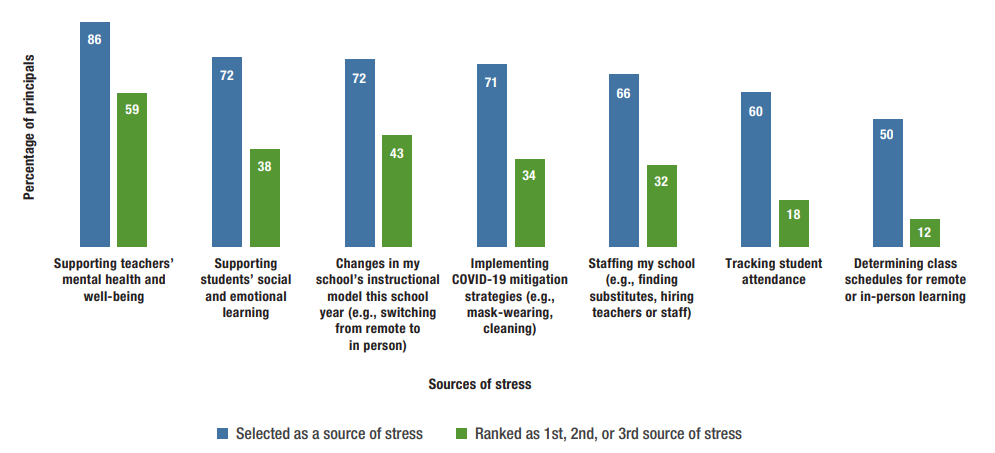 Percentage of principals
86
59
72
38
72
43
71
34
66
32
60
18
50
12
Supporting teachers’
mental health and
well-being
Supporting
students’ social
and emotional
learning
Changes in my
school’s instructional
model this school
year (e.g., switching
from remote to
in person)
Implementing
COVID-19 mitigation
strategies (e.g.,
mask-wearing,
cleaning)
Staffing my school
(e.g., finding
substitutes, hiring
teachers or staff)
Tracking student
attendance
Determining class
schedules for remote
or in-person learning
Sources of stress
Selected as a source of stress
Ranked as 1st, 2nd, or 3rd source of stress